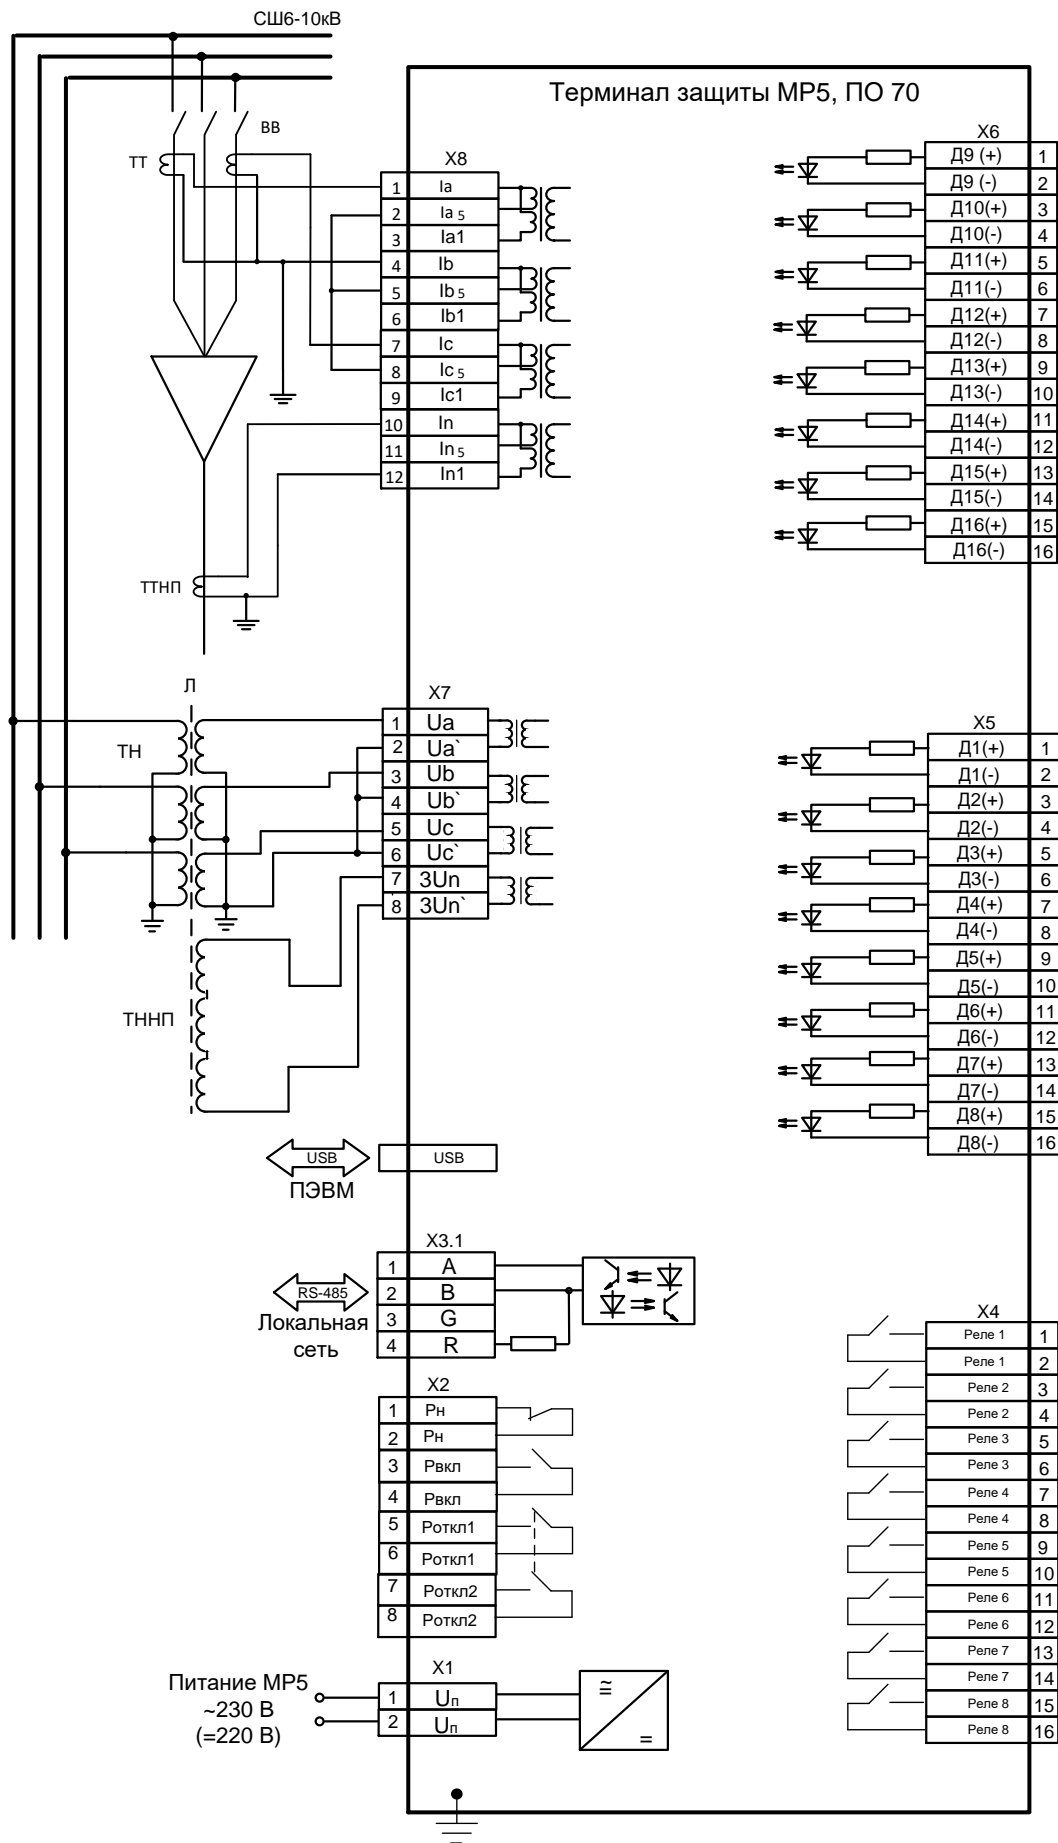 СШ6-10кВ
Терминал защиты МР5, ПО 70
ВВ
ТТ
X8
1 Ia
2 Ia 5
3 Ia1
4 Ib
5 Ib 5
6 Ib1
7 Ic
8 Ic 5
9 Ic1
10 In
11 In 5
12 In1
ТТНП
X6
Д9 (+) 1
Д9 (-) 2
Д10(+) 3
Д10(-) 4
Д11(+) 5
Д11(-) 6
Д12(+) 7
Д12(-) 8
Д13(+) 9
Д13(-) 10
Д14(+) 11
Д14(-) 12
Д15(+) 13
Д15(-) 14
Д16(+) 15
Д16(-) 16
Л
ТН
ТННП
X7
1 Ua
2 Ua`
3 Ub
4 Ub`
5 Uc
6 Uc`
7 3Un
8 3Un`
X5
Д1(+) 1
Д1(-) 2
Д2(+) 3
Д2(-) 4
Д3(+) 5
Д3(-) 6
Д4(+) 7
Д4(-) 8
Д5(+) 9
Д5(-) 10
Д6(+) 11
Д6(-) 12
Д7(+) 13
Д7(-) 14
Д8(+) 15
Д8(-) 16
USB
USB
ПЭВМ
X3.1
1 A
2 B
3 G
4 R
RS-485
Локальная
сеть
X2
1 Рн
2 Рн
3 Рвкл
4 Рвкл
5 Роткл1
6 Роткл1
7 Роткл2
8 Роткл2
X4
Реле 1 1
Реле 1 2
Реле 2 3
Реле 2 4
Реле 3 5
Реле 3 6
Реле 4 7
Реле 4 8
Реле 5 9
Реле 5 10
Реле 6 11
Реле 6 12
Реле 7 13
Реле 7 14
Реле 8 15
Реле 8 16
X1
1 Uп
2 Uп
Питание МР5
~230 В
(=220 В)